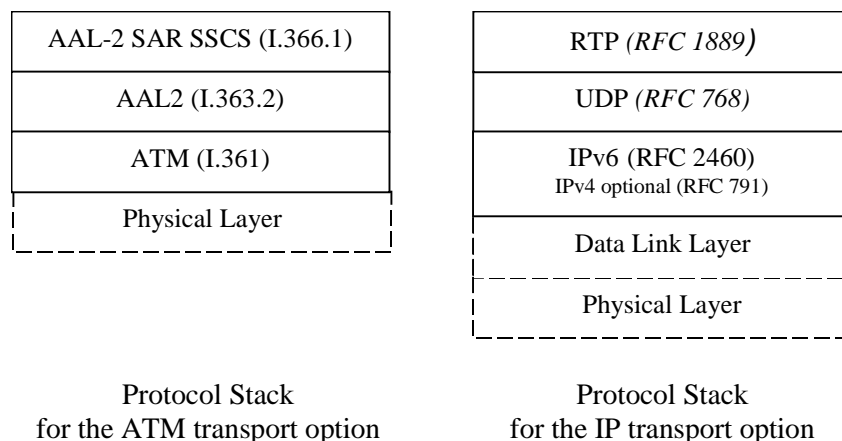 AAL-2 SAR SSCS (I.366.1)
AAL2 (I.363.2)
ATM (I.361)
Physical Layer
Protocol Stack
for the ATM transport option
RTP (RFC 1889)
UDP (RFC 768)
IPv6 (RFC 2460)
IPv4 optional (RFC 791)
Data Link Layer
Physical Layer
Protocol Stack
for the IP transport option